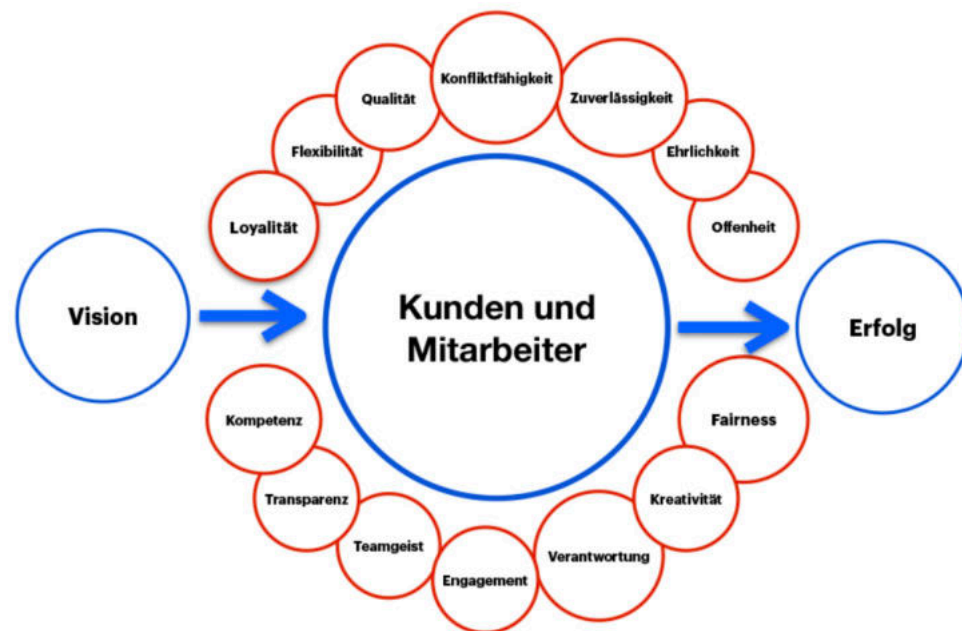 Konfliktfähigkeit
Qualität
Zuverlässigkeit
Flexibilität
Ehrlichkeit
Loyalität
Offenheit
Vision
Kunden und
Mitarbeiter
Erfolg
Kompetenz
Fairness
Transparenz
Kreativität
Teamgeist
Verantwortung
Engagement